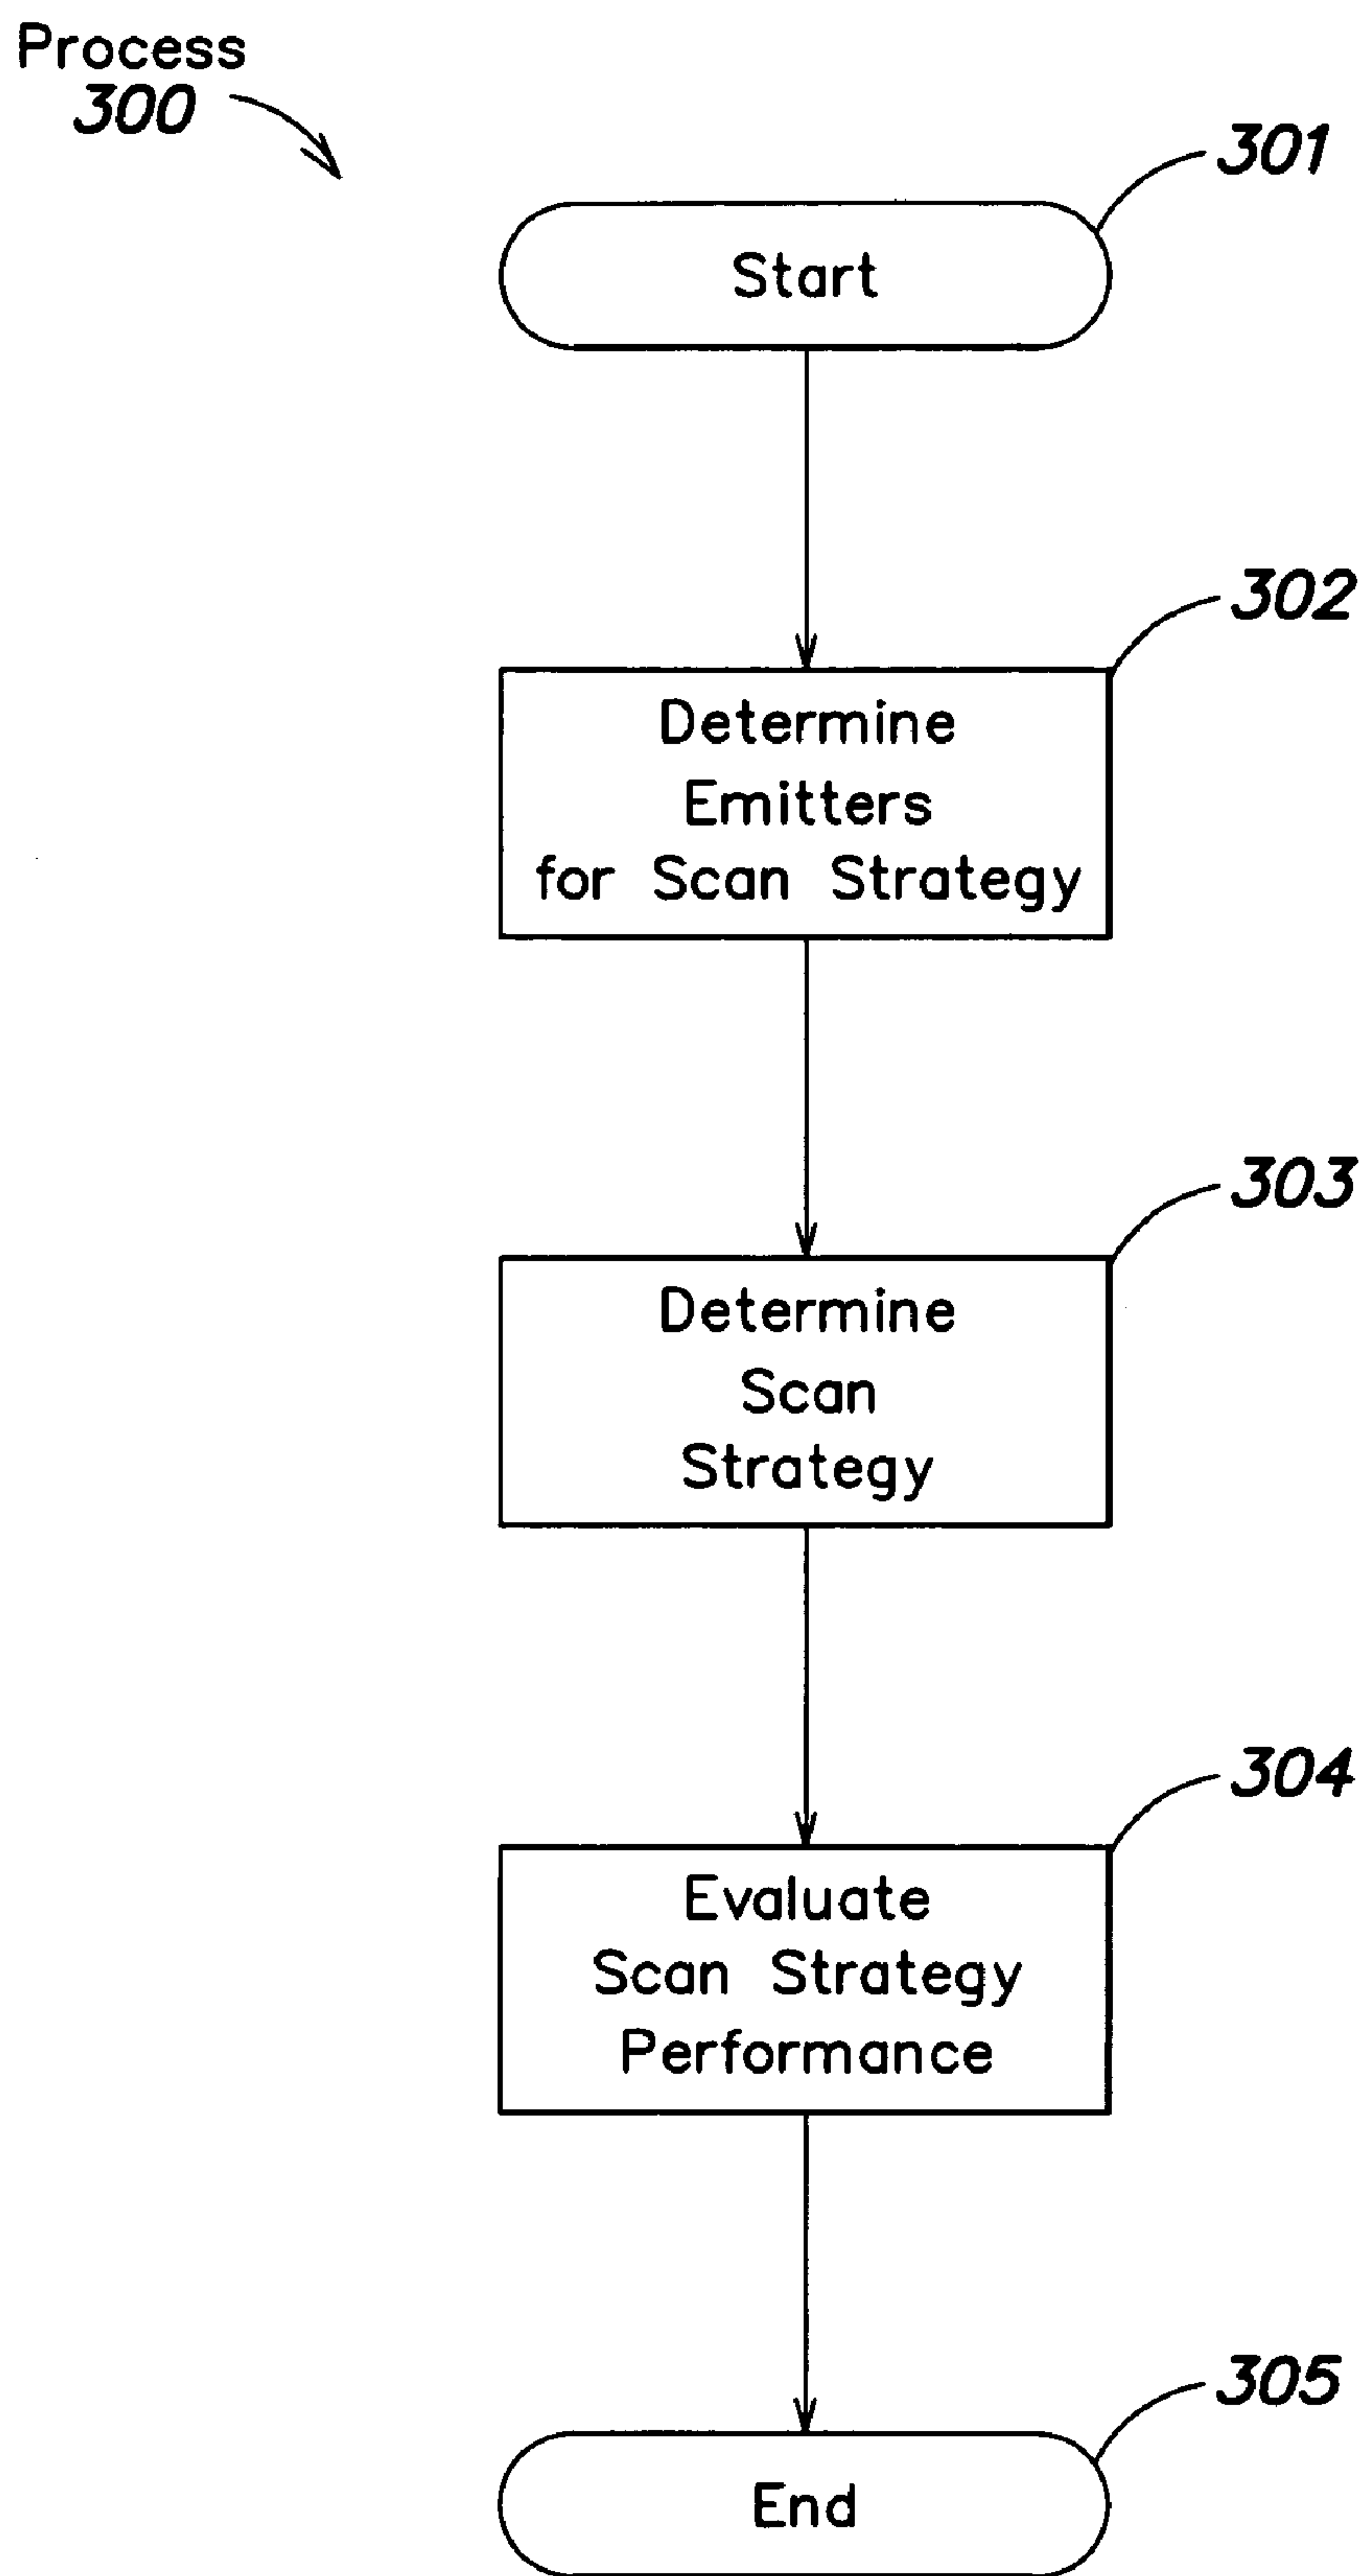 Process
300
301
Start
302
Determine
Emitters
for Scan Strategy
303
Determine
Scan
Strategy
304
Evaluate
Scan Strategy
Performance
305
End